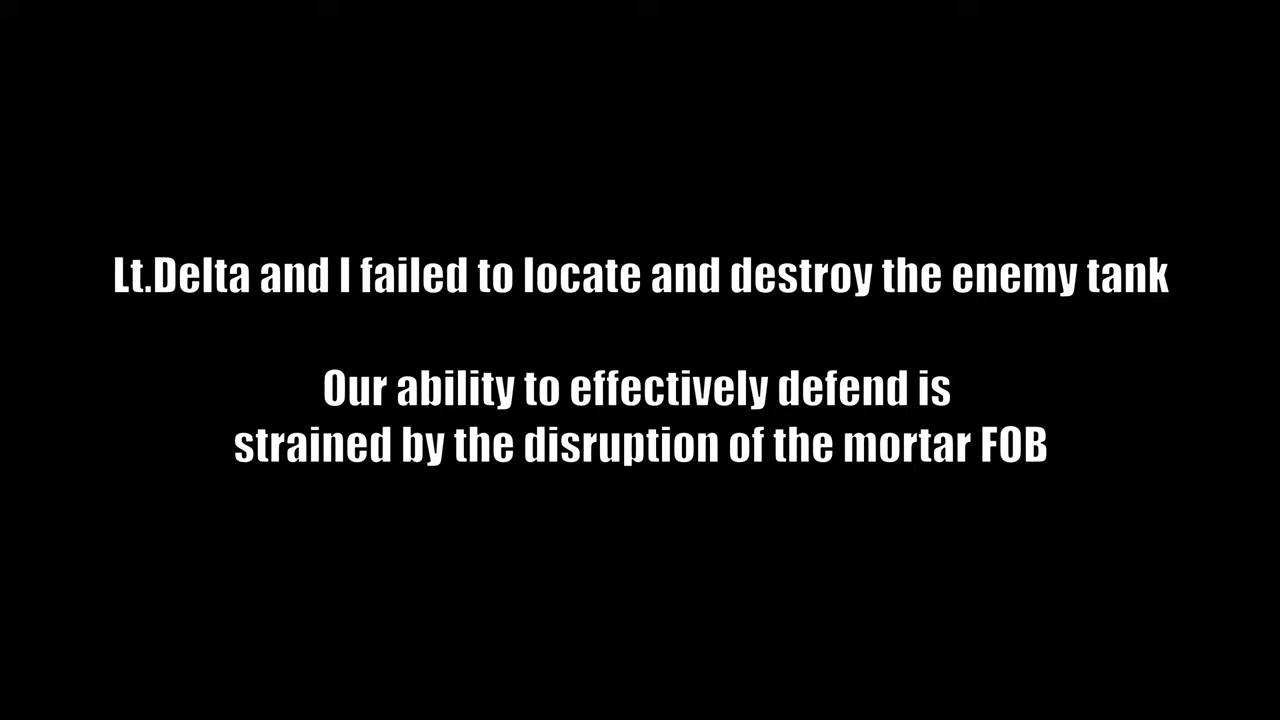 Lt.Delta and I failed to locate and destroy the enemy tank
Our ability to effectively defend is
strained by the disruption of the mortar FOB